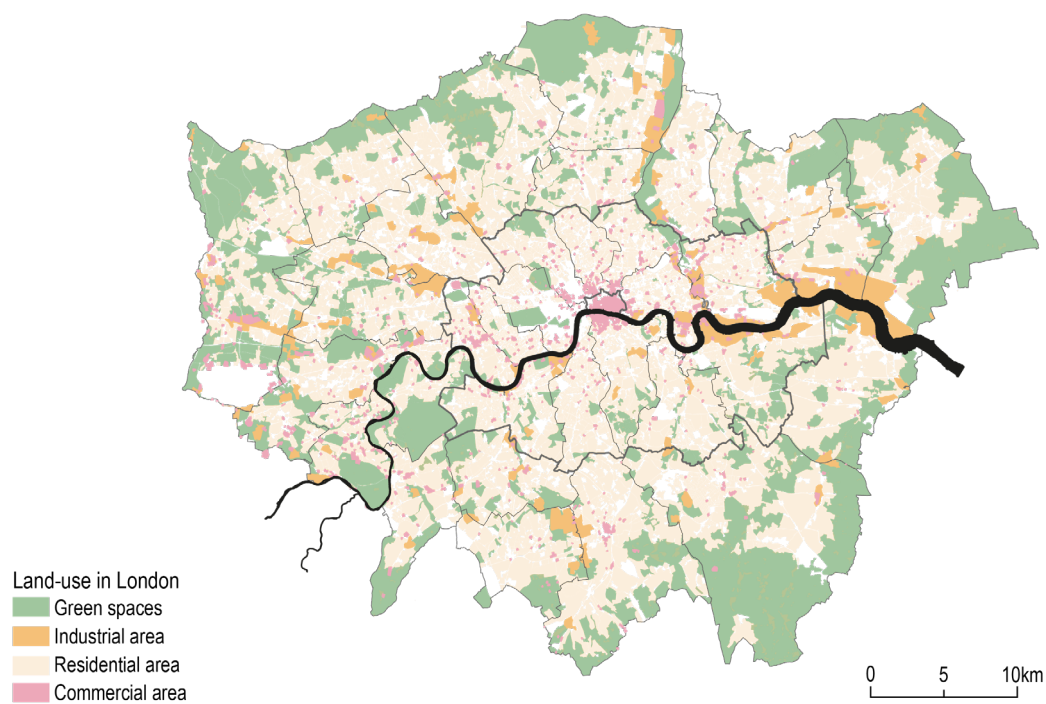 Land-use in London
Green spaces
Industrial area
Residential area
Commercial area
0 5 10km